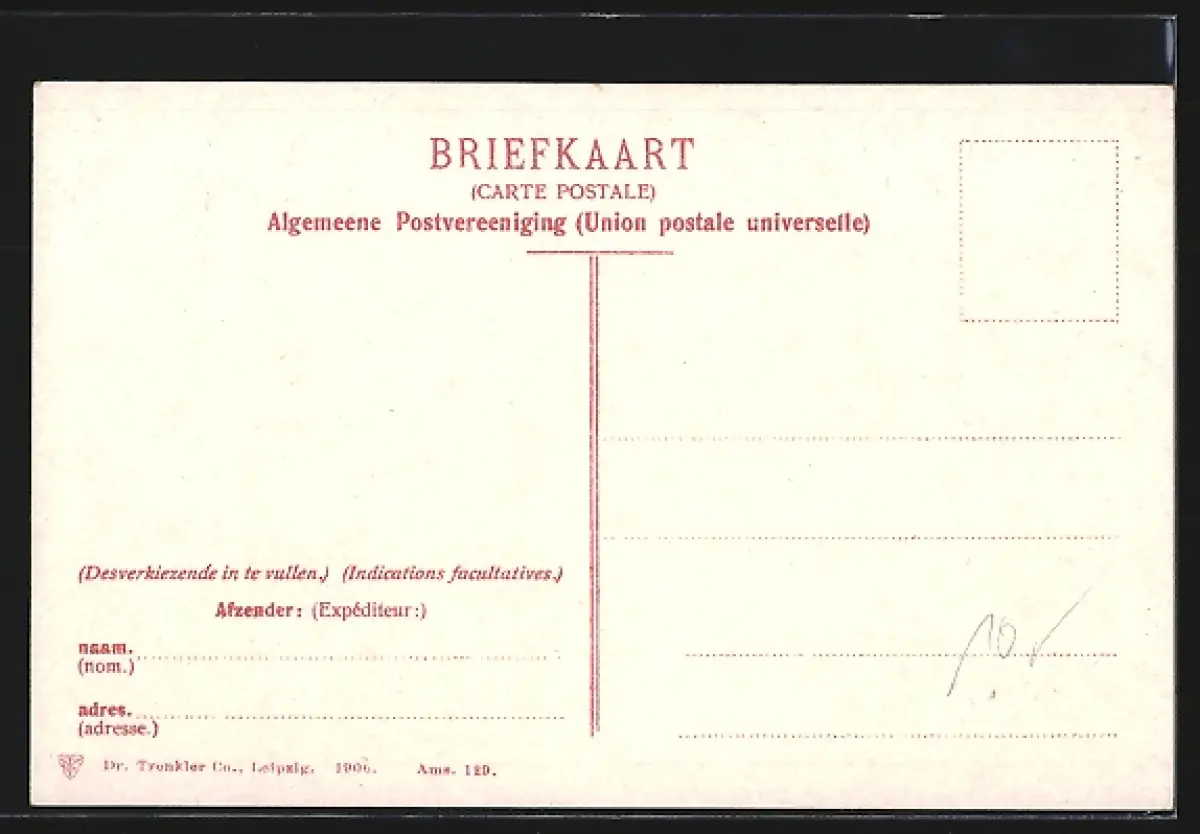 BRIEFKAART
(CARTE POSTALE)
Algemeene Postvereeniging (Union postale universelle)
(Desverkiezende in te vullen.) (Indications facultatives.)
Afzender: (Expéditeur:)
naam.
(nom.)
adres.
(adresse.)
Dr. Trenkler Co., Leipzig. 1906. Ams. 129.
10